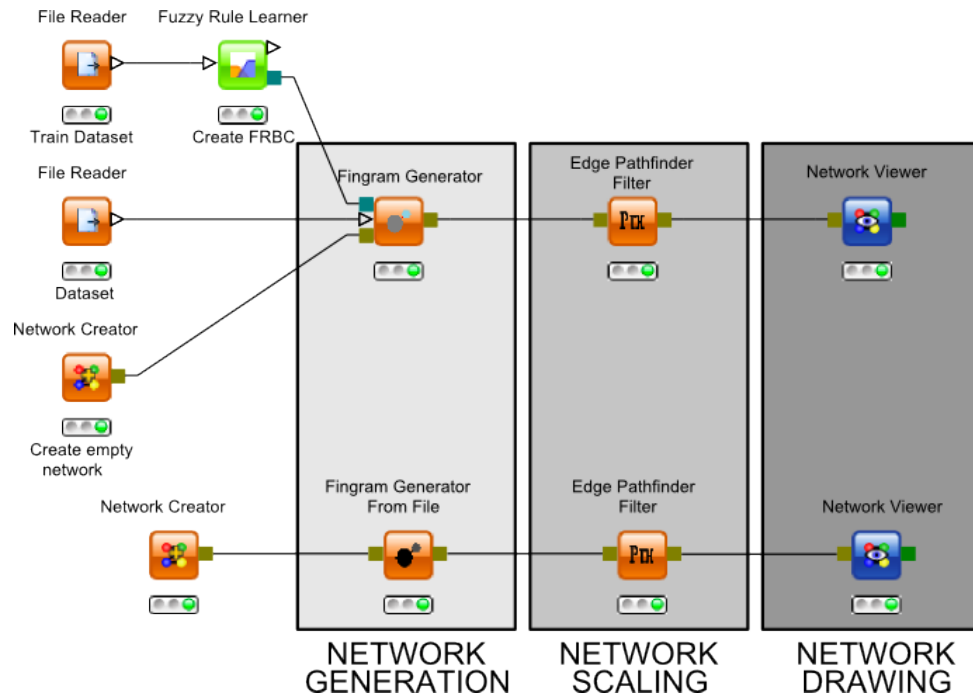 File Reader
Fuzzy Rule Learner
Train Dataset
Create FRBC
File Reader
Fingram Generator
Edge Pathfinder
Filter
Network Viewer
PTX
Dataset
Network Creator
Create empty
network
Network Creator
Fingram Generator
From File
Edge Pathfinder
Filter
Network Viewer
PTX
NETWORK
GENERATION
NETWORK
SCALING
NETWORK
DRAWING